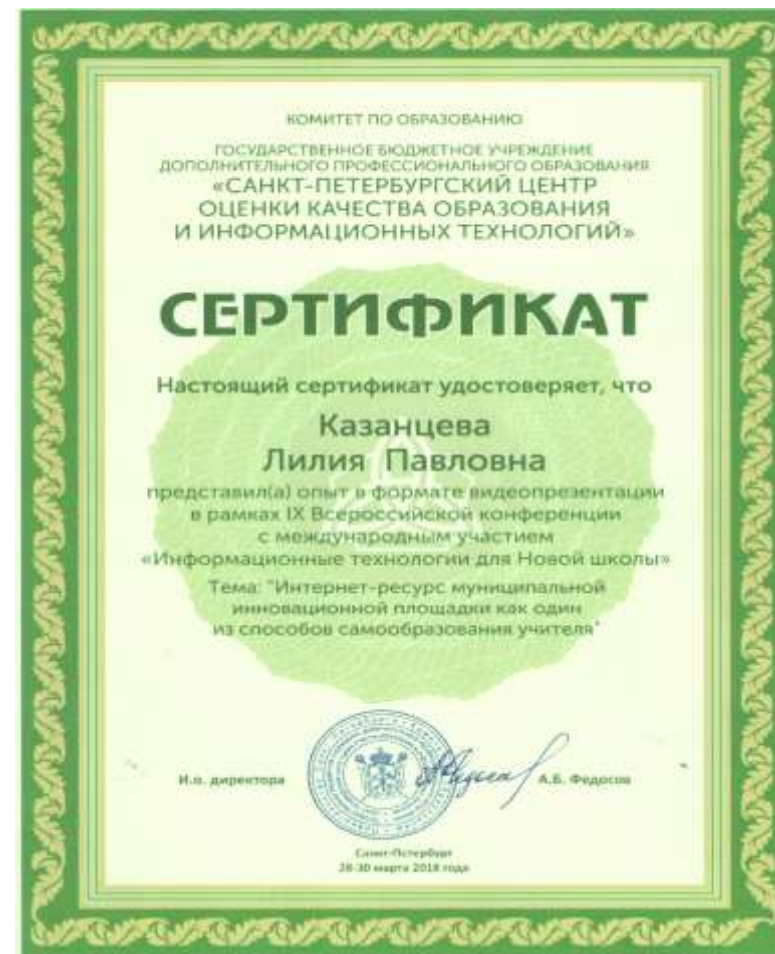 КОМИТЕТ ПО ОБРАЗОВАНИЮ
ГОСУДАРСТВЕННОЕ БЮДЖЕТНОЕ УЧРЕЖДЕНИЕ
ДОПОЛНИТЕЛЬНОГО ПРОФЕССИОНАЛЬНОГО ОБРАЗОВАНИЯ
«САНКТ-ПЕТЕРБУРГСКИЙ ЦЕНТР
ОЦЕНКИ КАЧЕСТВА ОБРАЗОВАНИЯ
И ИНФОРМАЦИОННЫХ ТЕХНОЛОГИЙ»
СЕРТИФИКАТ
Настоящий сертификат удостоверяет, что
Казанцева
Лилия Павловна
представил(а) опыт в формате видеопрезентации
в рамках IX Всероссийской конференции
с международным участием
«Информационные технологии для Новой школы»
Тема: "Интернет-ресурс муниципальной
инновационной площадки как один
из способов самообразования учителя"
И.о. директора
А.Б. Федосов
Санкт-Петербург
28-30 марта 2018 года